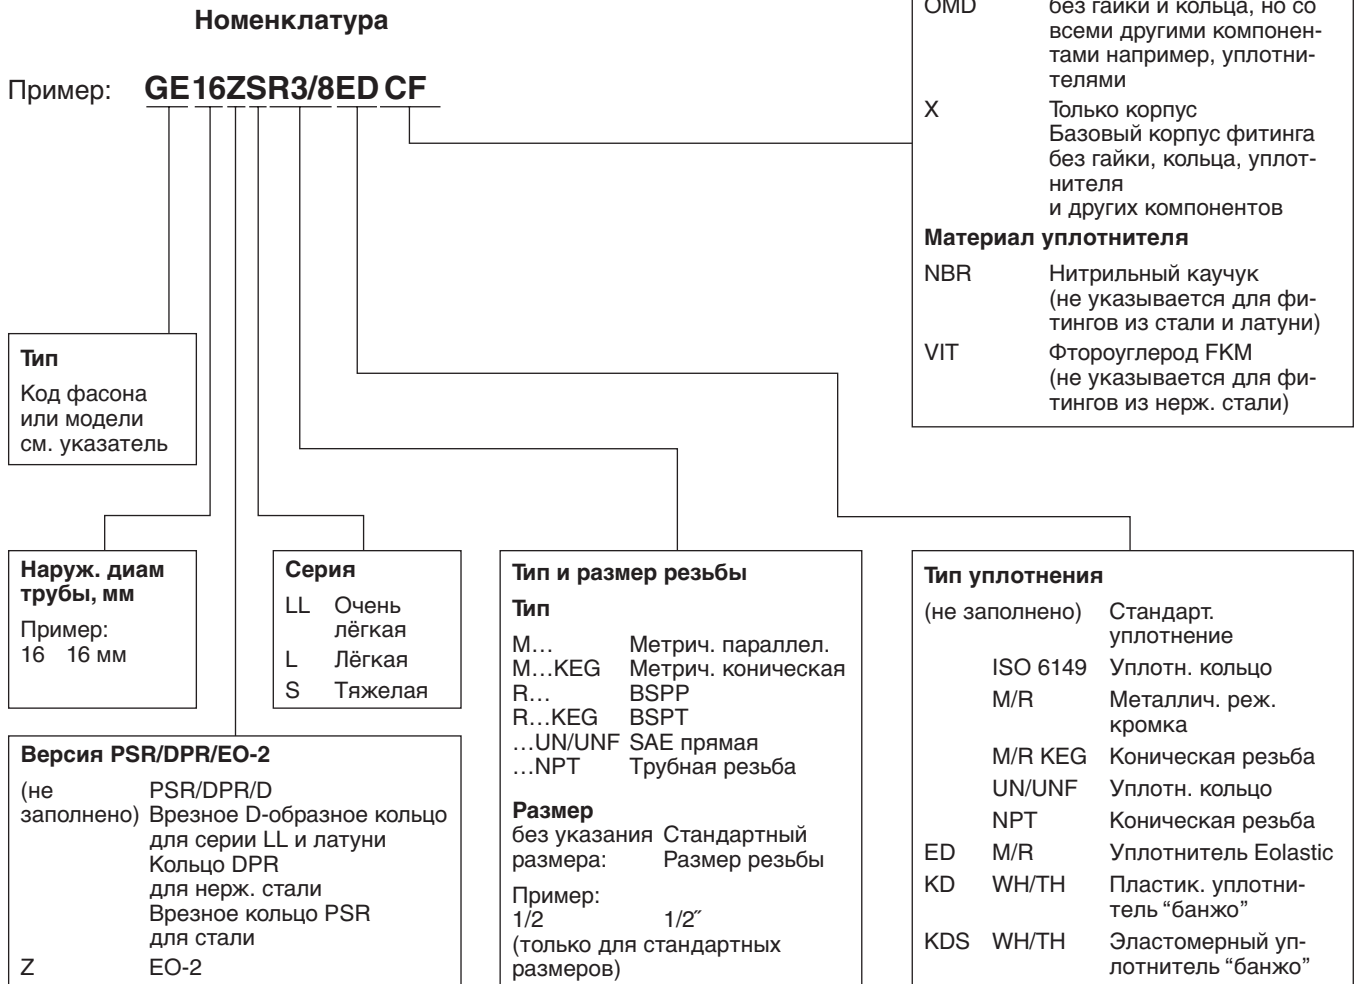 Номенклатура
Пример: GE16ZSR3/8ED CF
OMD без гайки и кольца, но со
всеми другими компонен-
тами например, уплотни-
телями
X Только корпус
Базовый корпус фитинга
без гайки, кольца, уплот-
нителя
и других компонентов
Материал уплотнителя
NBR Нитрильный каучук
(не указывается для фи-
тингов из стали и латуни)
VIT Фтороуглерод FKM
(не указывается для фи-
тингов из нерж. стали)
Тип
Код фасона
или модели
см. указатель
Наруж. диам
трубы, мм
Пример:
16 16 мм
Серия
LL Очень
лёгкая
L Лёгкая
S Тяжелая
Версия PSR/DPR/EO-2
(не PSR/DPR/D
заполнено) Врезное D-образное кольцо
для серии LL и латуни
Кольцо DPR
для нерж. стали
Врезное кольцо PSR
для стали
Z EO-2
Тип и размер резьбы
Тип
M… Метрич. параллел.
M…KEG Метрич. коническая
R… BSPP
R…KEG BSPT
…UN/UNF SAE прямая
…NPT Трубная резьба
Размер
без указания Стандартный
размера: Размер резьбы
Пример:
1/2 1/2˝
(только для стандартных
размеров)
Тип уплотнения
(не заполнено) Стандарт.
уплотнение
ISO 6149 Уплотн. кольцо
M/R Металлич. реж.
кромка
M/R KEG Коническая резьба
UN/UNF Уплотн. кольцо
NPT Коническая резьба
ED M/R Уплотнитель Eolastic
KD WH/TH Пластик. уплотни-
тель “банжо”
KDS WH/TH Эластомерный уп-
лотнитель “банжо”